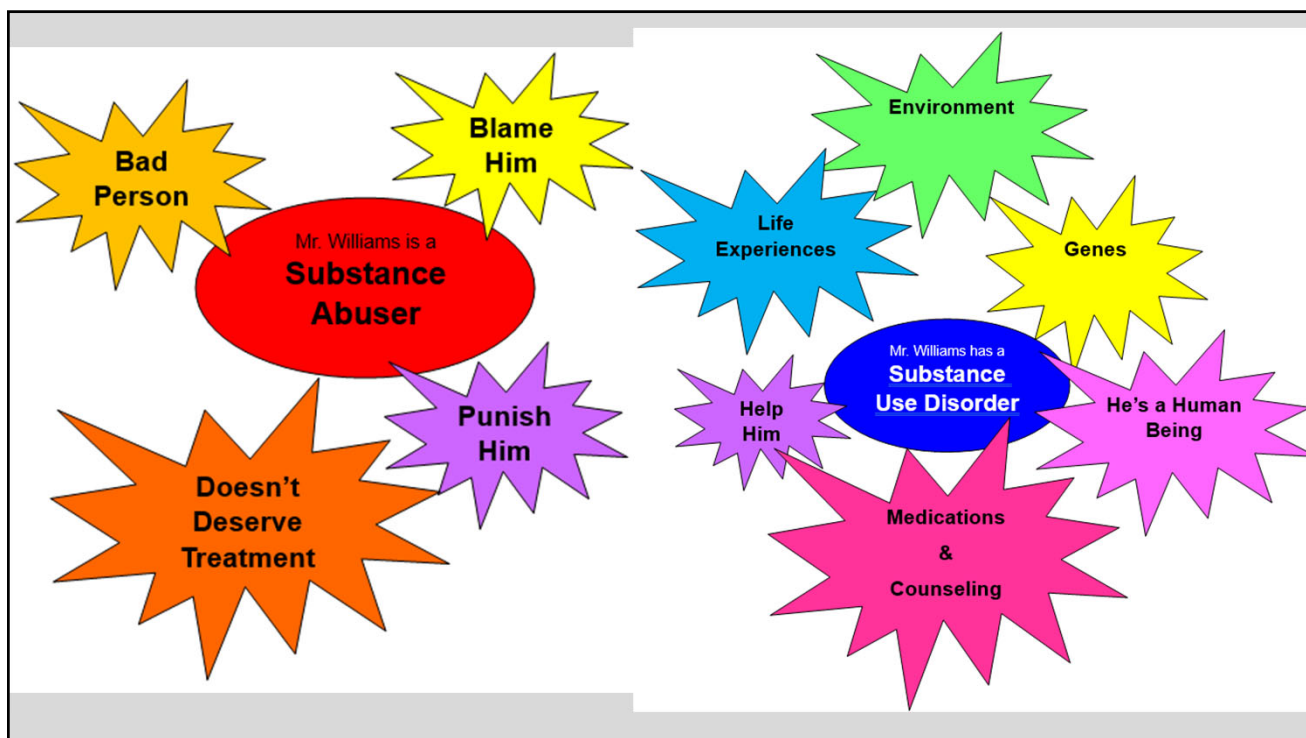 Bad
Person
Blame
Him
Mr. Williams is a
Substance
Abuser
Punish
Him
Doesn’t
Deserve
Treatment
Environment
Life
Experiences
Genes
Mr. Williams has a
Substance
Use Disorder
Help
Him
He’s a Human
Being
Medications
&
Counseling